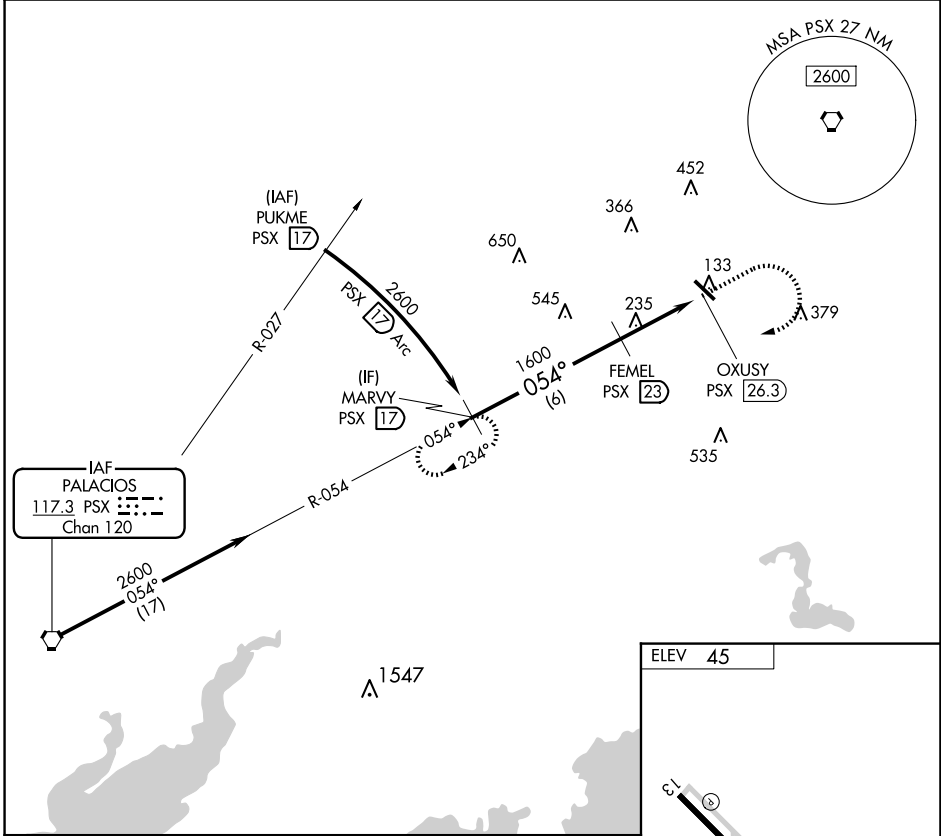 MSA PSX 27 NM
2600
452
(IAF)
PUKME
PSX 17
366
650
133
2600
PSX 17 Arc
545
235
379
R-027
(IF)
MARVY
PSX 17
1600
054°
(6)
FEMEL
PSX 23
OXUSY
PSX 26.3
054°
234°
535
IAF
PALACIOS
117.3 PSX
Chan 120
R-054
2600
054°
(17)
1547
ELEV 45
13
P